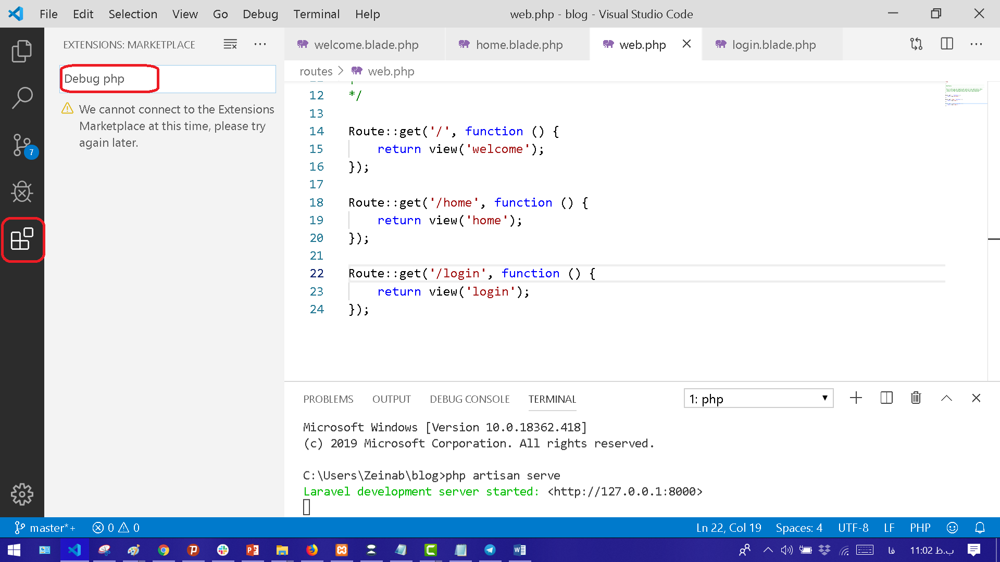 File Edit Selection View Go Debug Terminal Help
web.php - blog - Visual Studio Code
EXTENSIONS: MARKETPLACE
Debug php
We cannot connect to the Extensions
Marketplace at this time, please try
again later.
7
welcome.blade.php home.blade.php web.php login.blade.php
routes > web.php
12 */
13
14 Route::get('/', function () {
15 return view('welcome');
16 });
17
18 Route::get('/home', function () {
19 return view('home');
20 });
21
22 Route::get('/login', function () {
23 return view('login');
24 });
PROBLEMS OUTPUT DEBUG CONSOLE TERMINAL
1: php
Microsoft Windows [Version 10.0.18362.418]
(c) 2019 Microsoft Corporation. All rights reserved.
C:\Users\Zeinab\blog>php artisan serve
Laravel development server started: <http://127.0.0.1:8000>
master*+ 0 0
Ln 22, Col 19 Spaces: 4 UTF-8 LF PHP
فا
11:02 ب.ظ